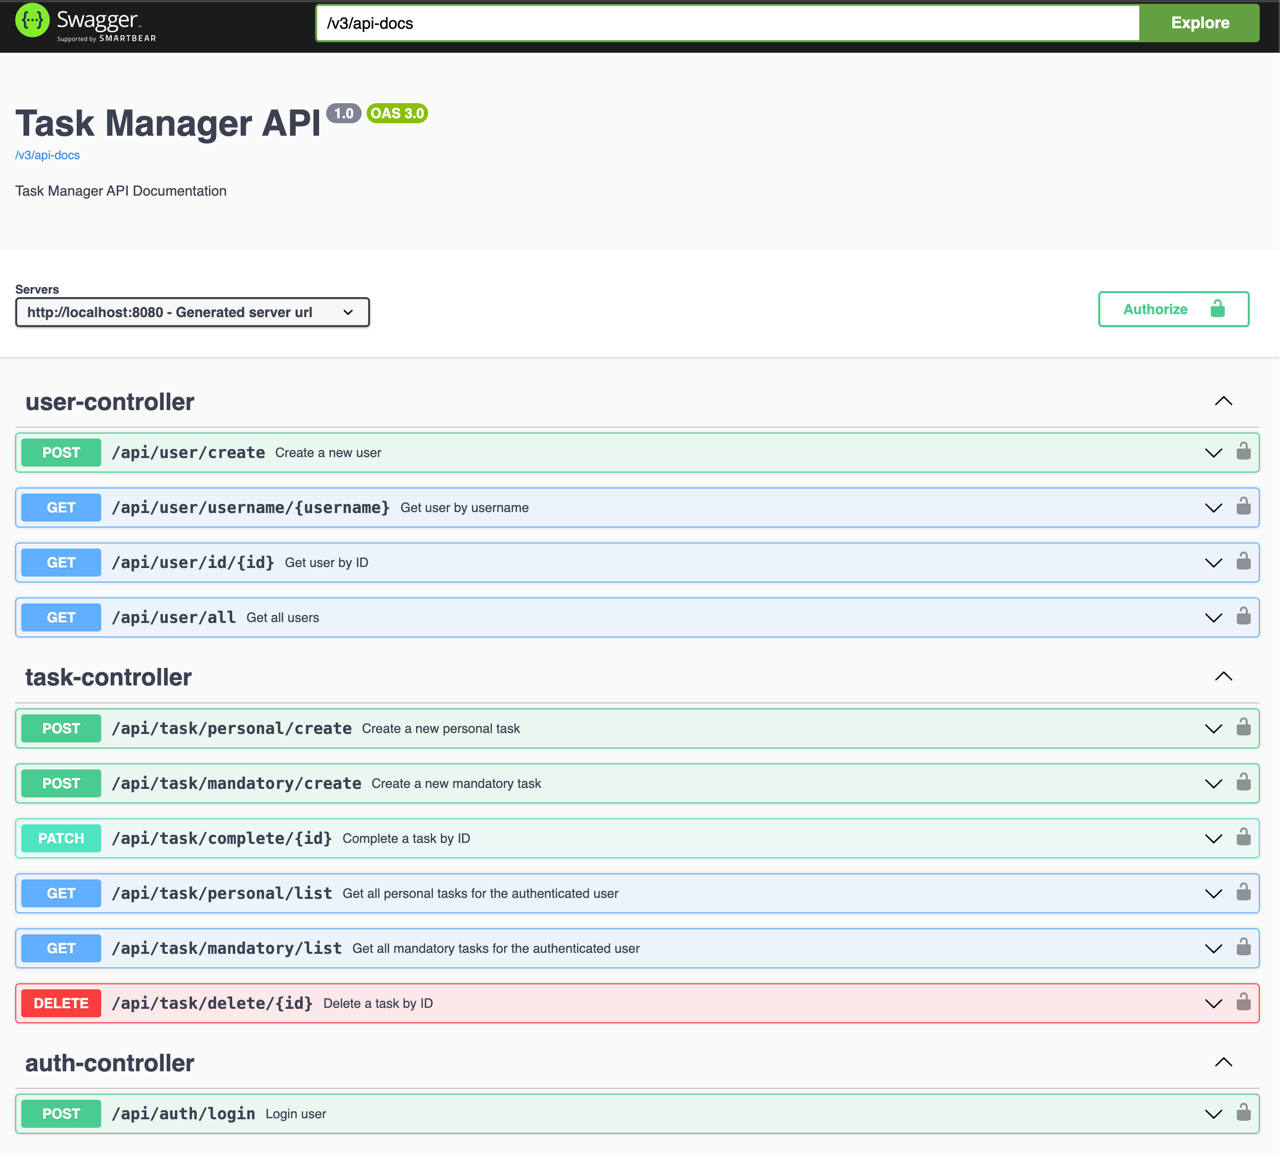 Swagger
Supported by SMARTBEAR
/v3/api-docs
Explore
Task Manager API 1.0 OAS 3.0
/v3/api-docs
Task Manager API Documentation
Servers
http://localhost:8080 - Generated server url
Authorize
user-controller
POST /api/user/create Create a new user
GET /api/user/username/{username} Get user by username
GET /api/user/id/{id} Get user by ID
GET /api/user/all Get all users
task-controller
POST /api/task/personal/create Create a new personal task
POST /api/task/mandatory/create Create a new mandatory task
PATCH /api/task/complete/{id} Complete a task by ID
GET /api/task/personal/list Get all personal tasks for the authenticated user
GET /api/task/mandatory/list Get all mandatory tasks for the authenticated user
DELETE /api/task/delete/{id} Delete a task by ID
auth-controller
POST /api/auth/login Login user